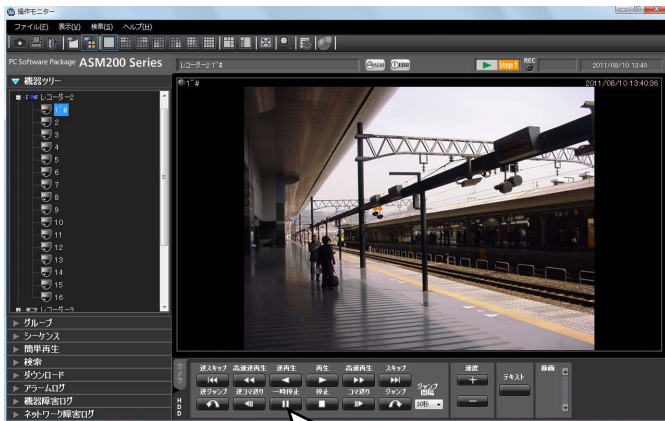 操作モニター
ファイル(F) 表示(V) 検索(S) ヘルプ(H)
PC Software Package ASM200 Series
レコーダー2 1~#
ALM
ERR
Step1
REC
2011/08/10 13:40
機器ツリー
1~#
2011/08/10 13:40:36
レコーダー2
1~#
2
3
4
5
6
7
8
9
10
11
12
13
14
15
16
レコーダー3
グループ
シーケンス
簡単再生
検索
ダウンロード
アラームログ
機器障害ログ
ネットワーク障害ログ
カメラ
HDD
逆スキップ 高速逆再生 逆再生 再生 高速再生 スキップ
逆ジャンプ 逆コマ送り 一時停止 停止 コマ送り ジャンプ
ジャンプ間隔
30秒
速度
テキスト
録画